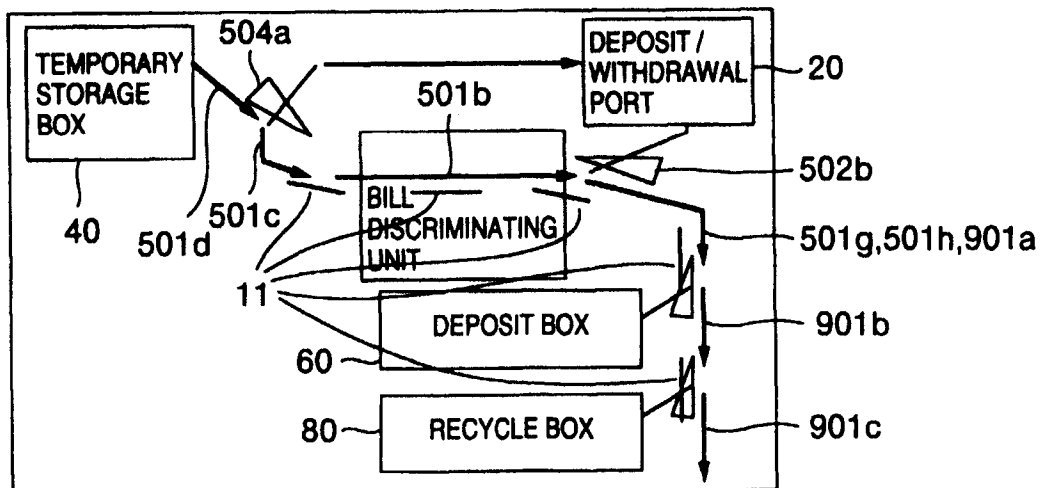 504a
TEMPORARY
STORAGE
BOX
DEPOSIT /
WITHDRAWAL
PORT
20
501b
502b
BILL
DISCRIMINATING
UNIT
40
501d
501c
501g,501h,901a
11
DEPOSIT BOX
60
901b
RECYCLE BOX
80
901c